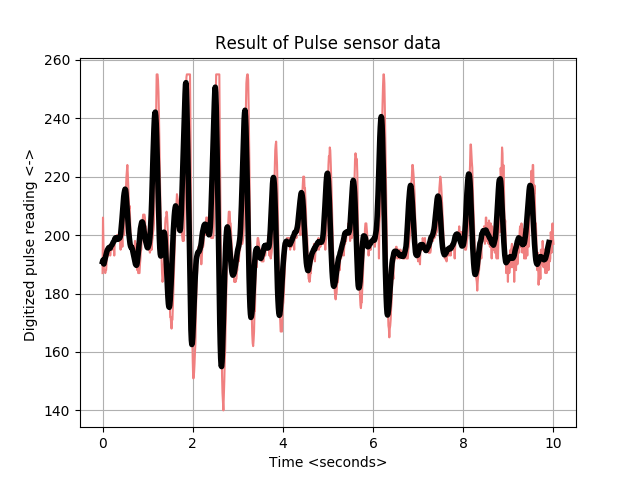 Result of Pulse sensor data
Digitized pulse reading <->
260
240
220
200
180
160
140
0 2 4 6 8 10
Time <seconds>